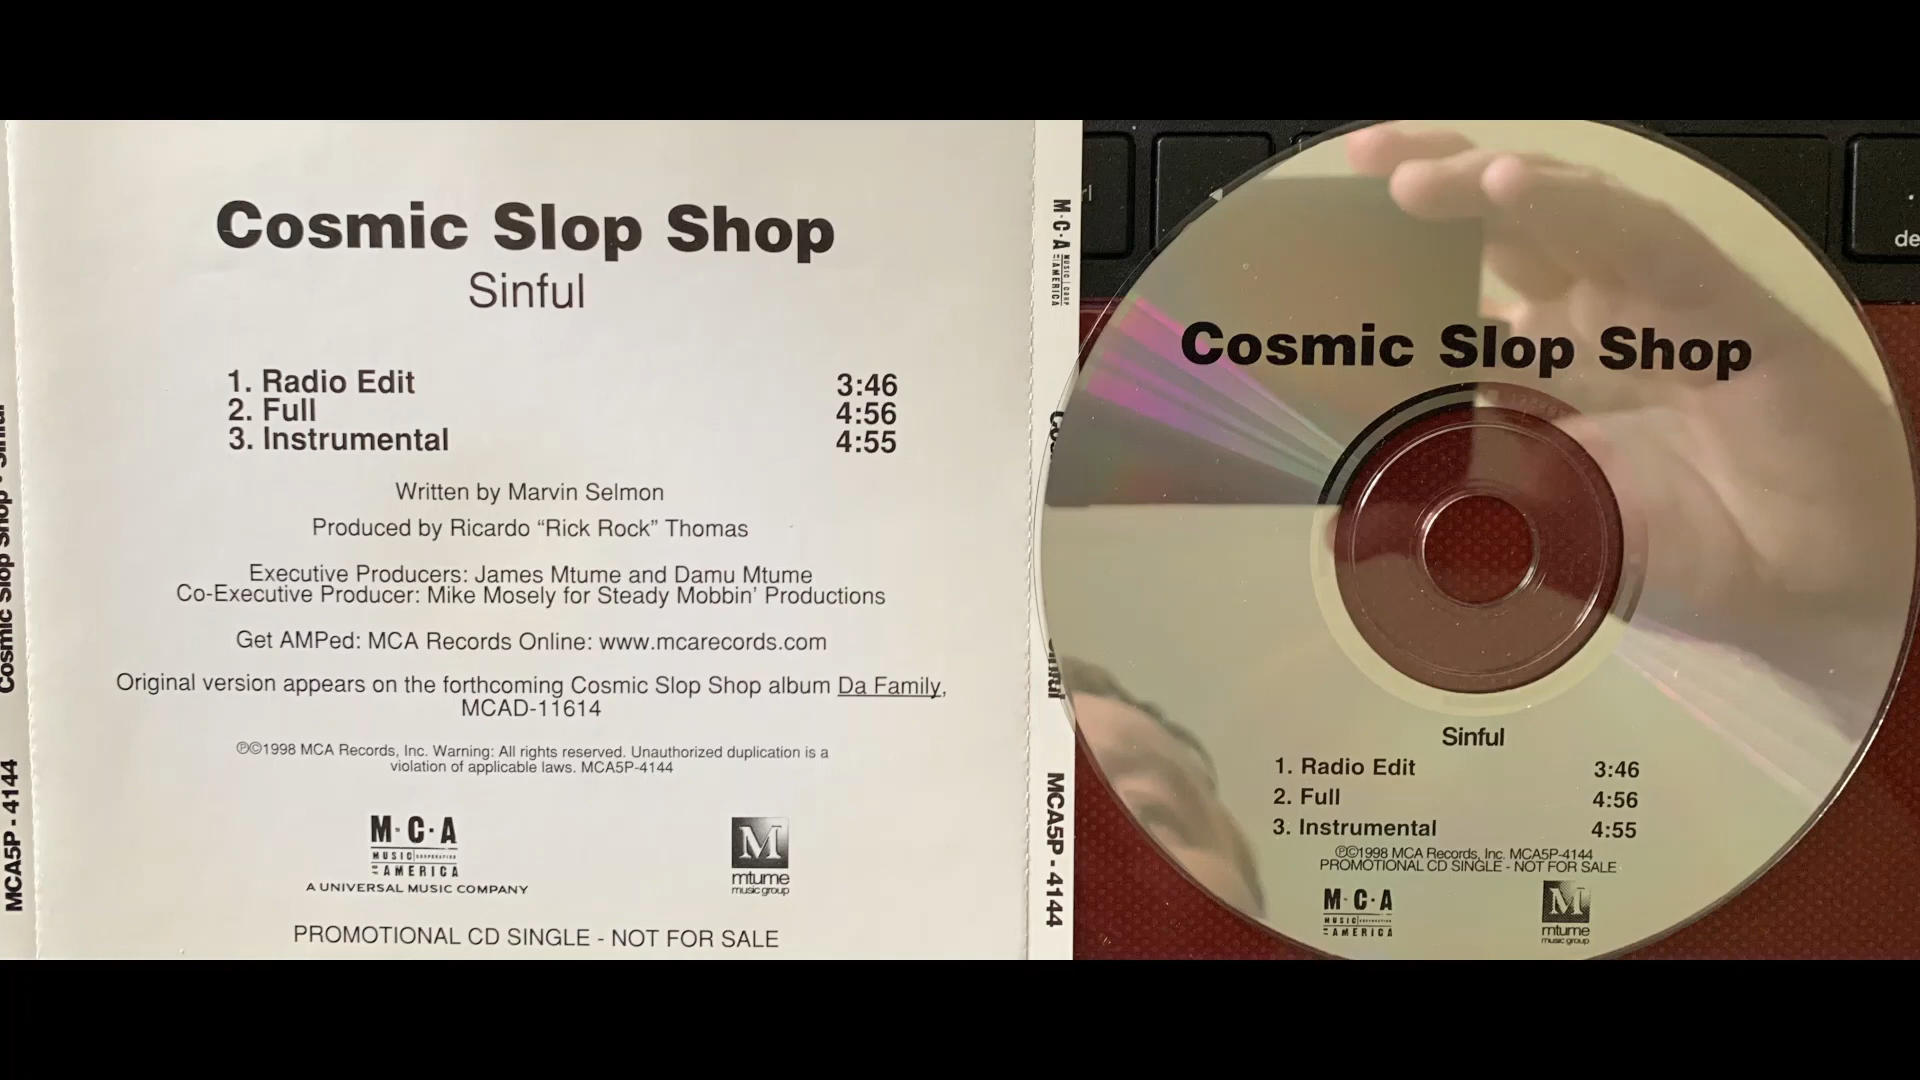 Cosmic Slop Shop
Sinful
1. Radio Edit 3:46
2. Full 4:56
3. Instrumental 4:55
Written by Marvin Selmon
Produced by Ricardo “Rick Rock” Thomas
Executive Producers: James Mtume and Damu Mtume
Co-Executive Producer: Mike Mosely for Steady Mobbin’ Productions
Get AMPed: MCA Records Online: www.mcarecords.com
Original version appears on the forthcoming Cosmic Slop Shop album Da Family,
MCAD-11614
℗©1998 MCA Records, Inc. Warning: All rights reserved. Unauthorized duplication is a
violation of applicable laws. MCA5P-4144
M·C·A
MUSIC CORPORATION
AMERICA
A UNIVERSAL MUSIC COMPANY
M
mtume
music group
PROMOTIONAL CD SINGLE - NOT FOR SALE
Cosmic Slop Shop
MCA5P - 4144
M·C·A
MUSIC CORP
AMERICA
MCA5P - 4144
Cosmic Slop Shop
Sinful
1. Radio Edit 3:46
2. Full 4:56
3. Instrumental 4:55
℗©1998 MCA Records, Inc. MCA5P-4144
PROMOTIONAL CD SINGLE - NOT FOR SALE
M·C·A
MUSIC
AMERICA
M
mtume
music group
de